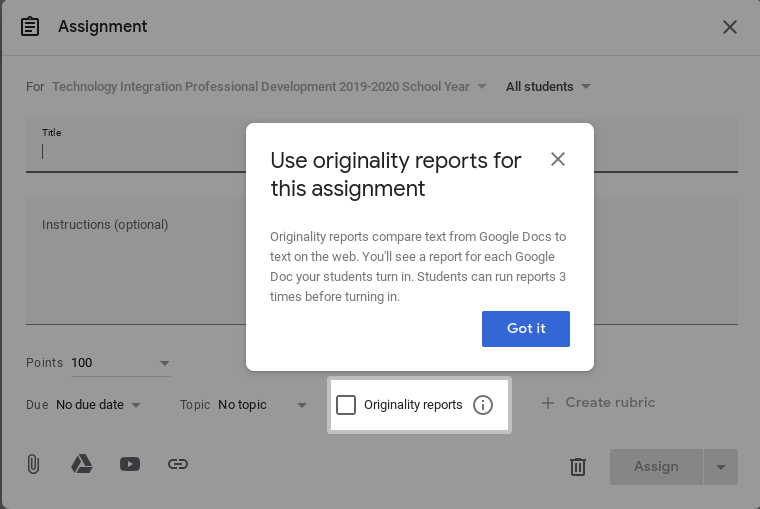 Assignment
For Technology Integration Professional Development 2019-2020 School Year All students
Title
Use originality reports for
this assignment
Instructions (optional)
Originality reports compare text from Google Docs to
text on the web. You'll see a report for each Google
Doc your students turn in. Students can run reports 3
times before turning in.
Got it
Points 100
Due No due date Topic No topic Originality reports Create rubric
Assign